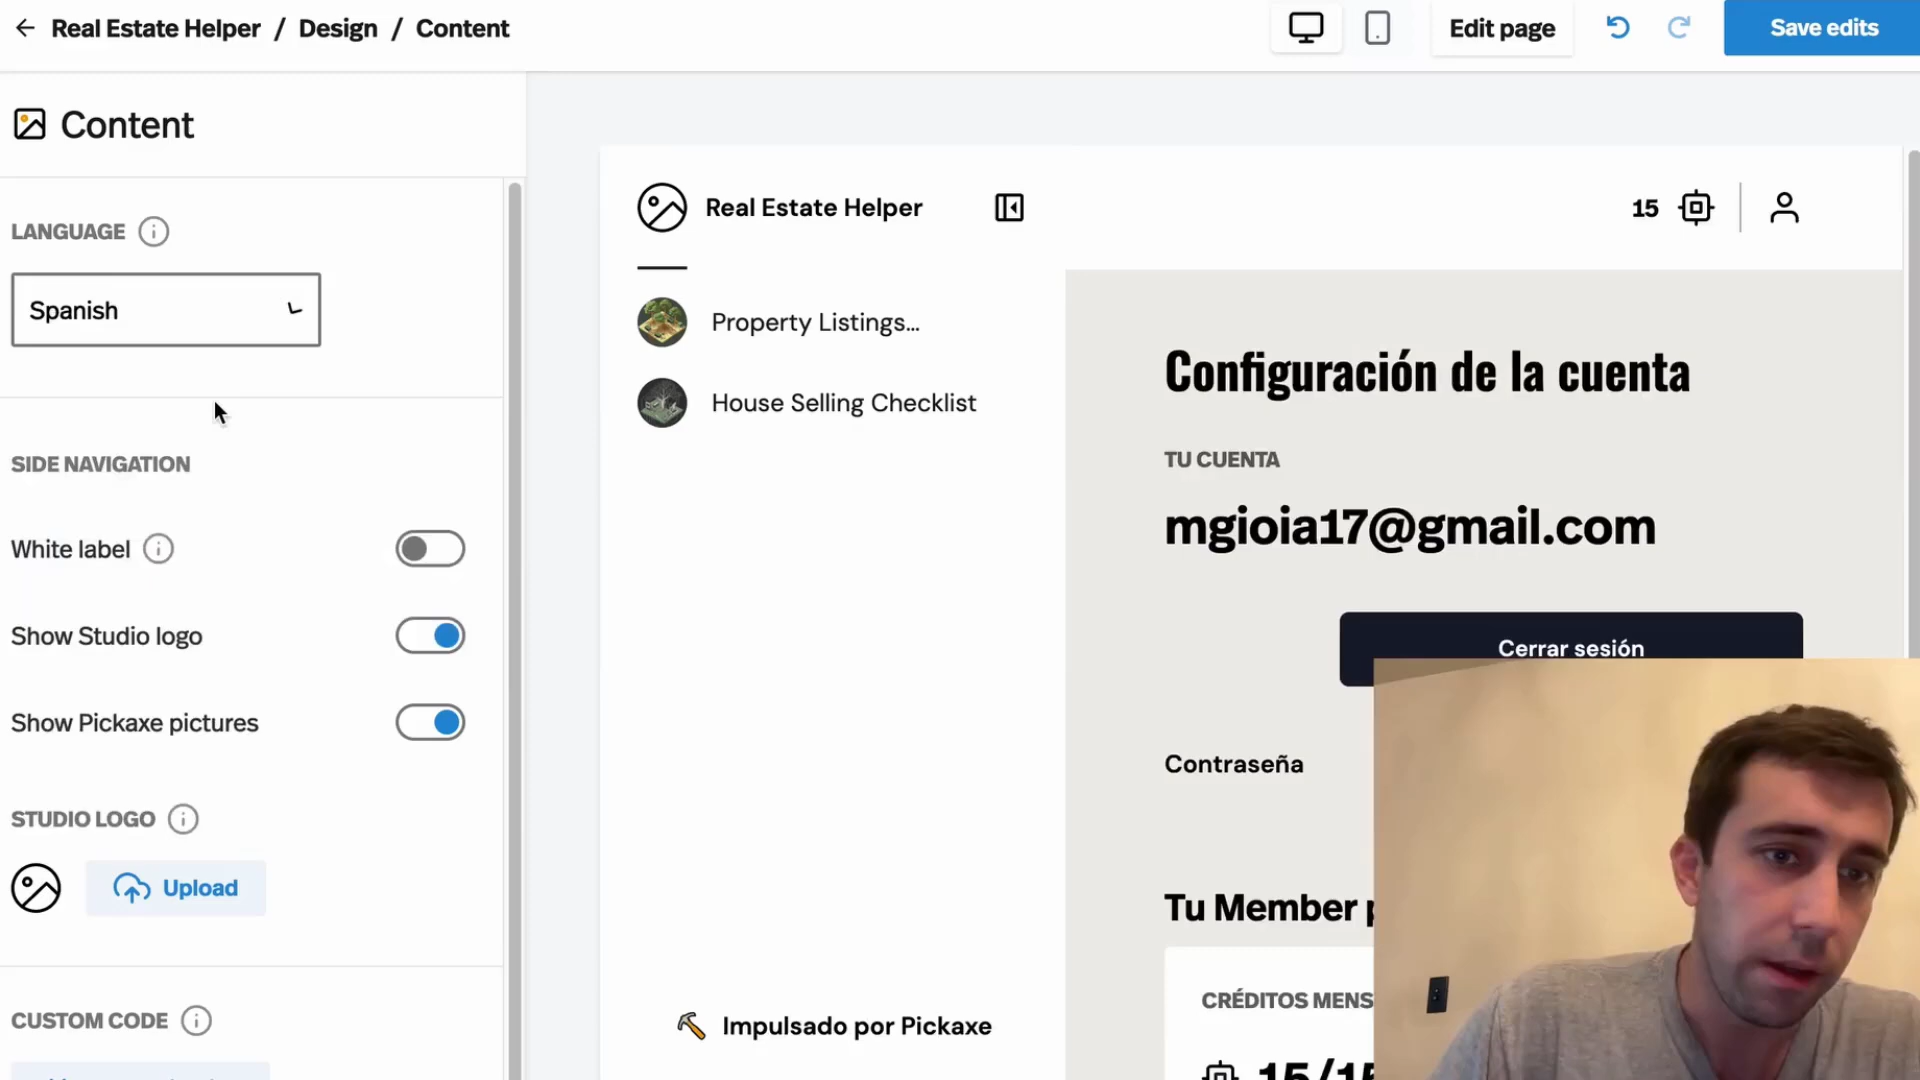 Real Estate Helper / Design / Content
Edit page
Save edits
Content
LANGUAGE
Spanish
SIDE NAVIGATION
White label
Show Studio logo
Show Pickaxe pictures
STUDIO LOGO
Upload
CUSTOM CODE
Real Estate Helper
15
Property Listings...
House Selling Checklist
Impulsado por Pickaxe
Configuración de la cuenta
TU CUENTA
mgioia17@gmail.com
Cerrar sesión
Contraseña
Tu Member
CRÉDITOS MENS
15/15